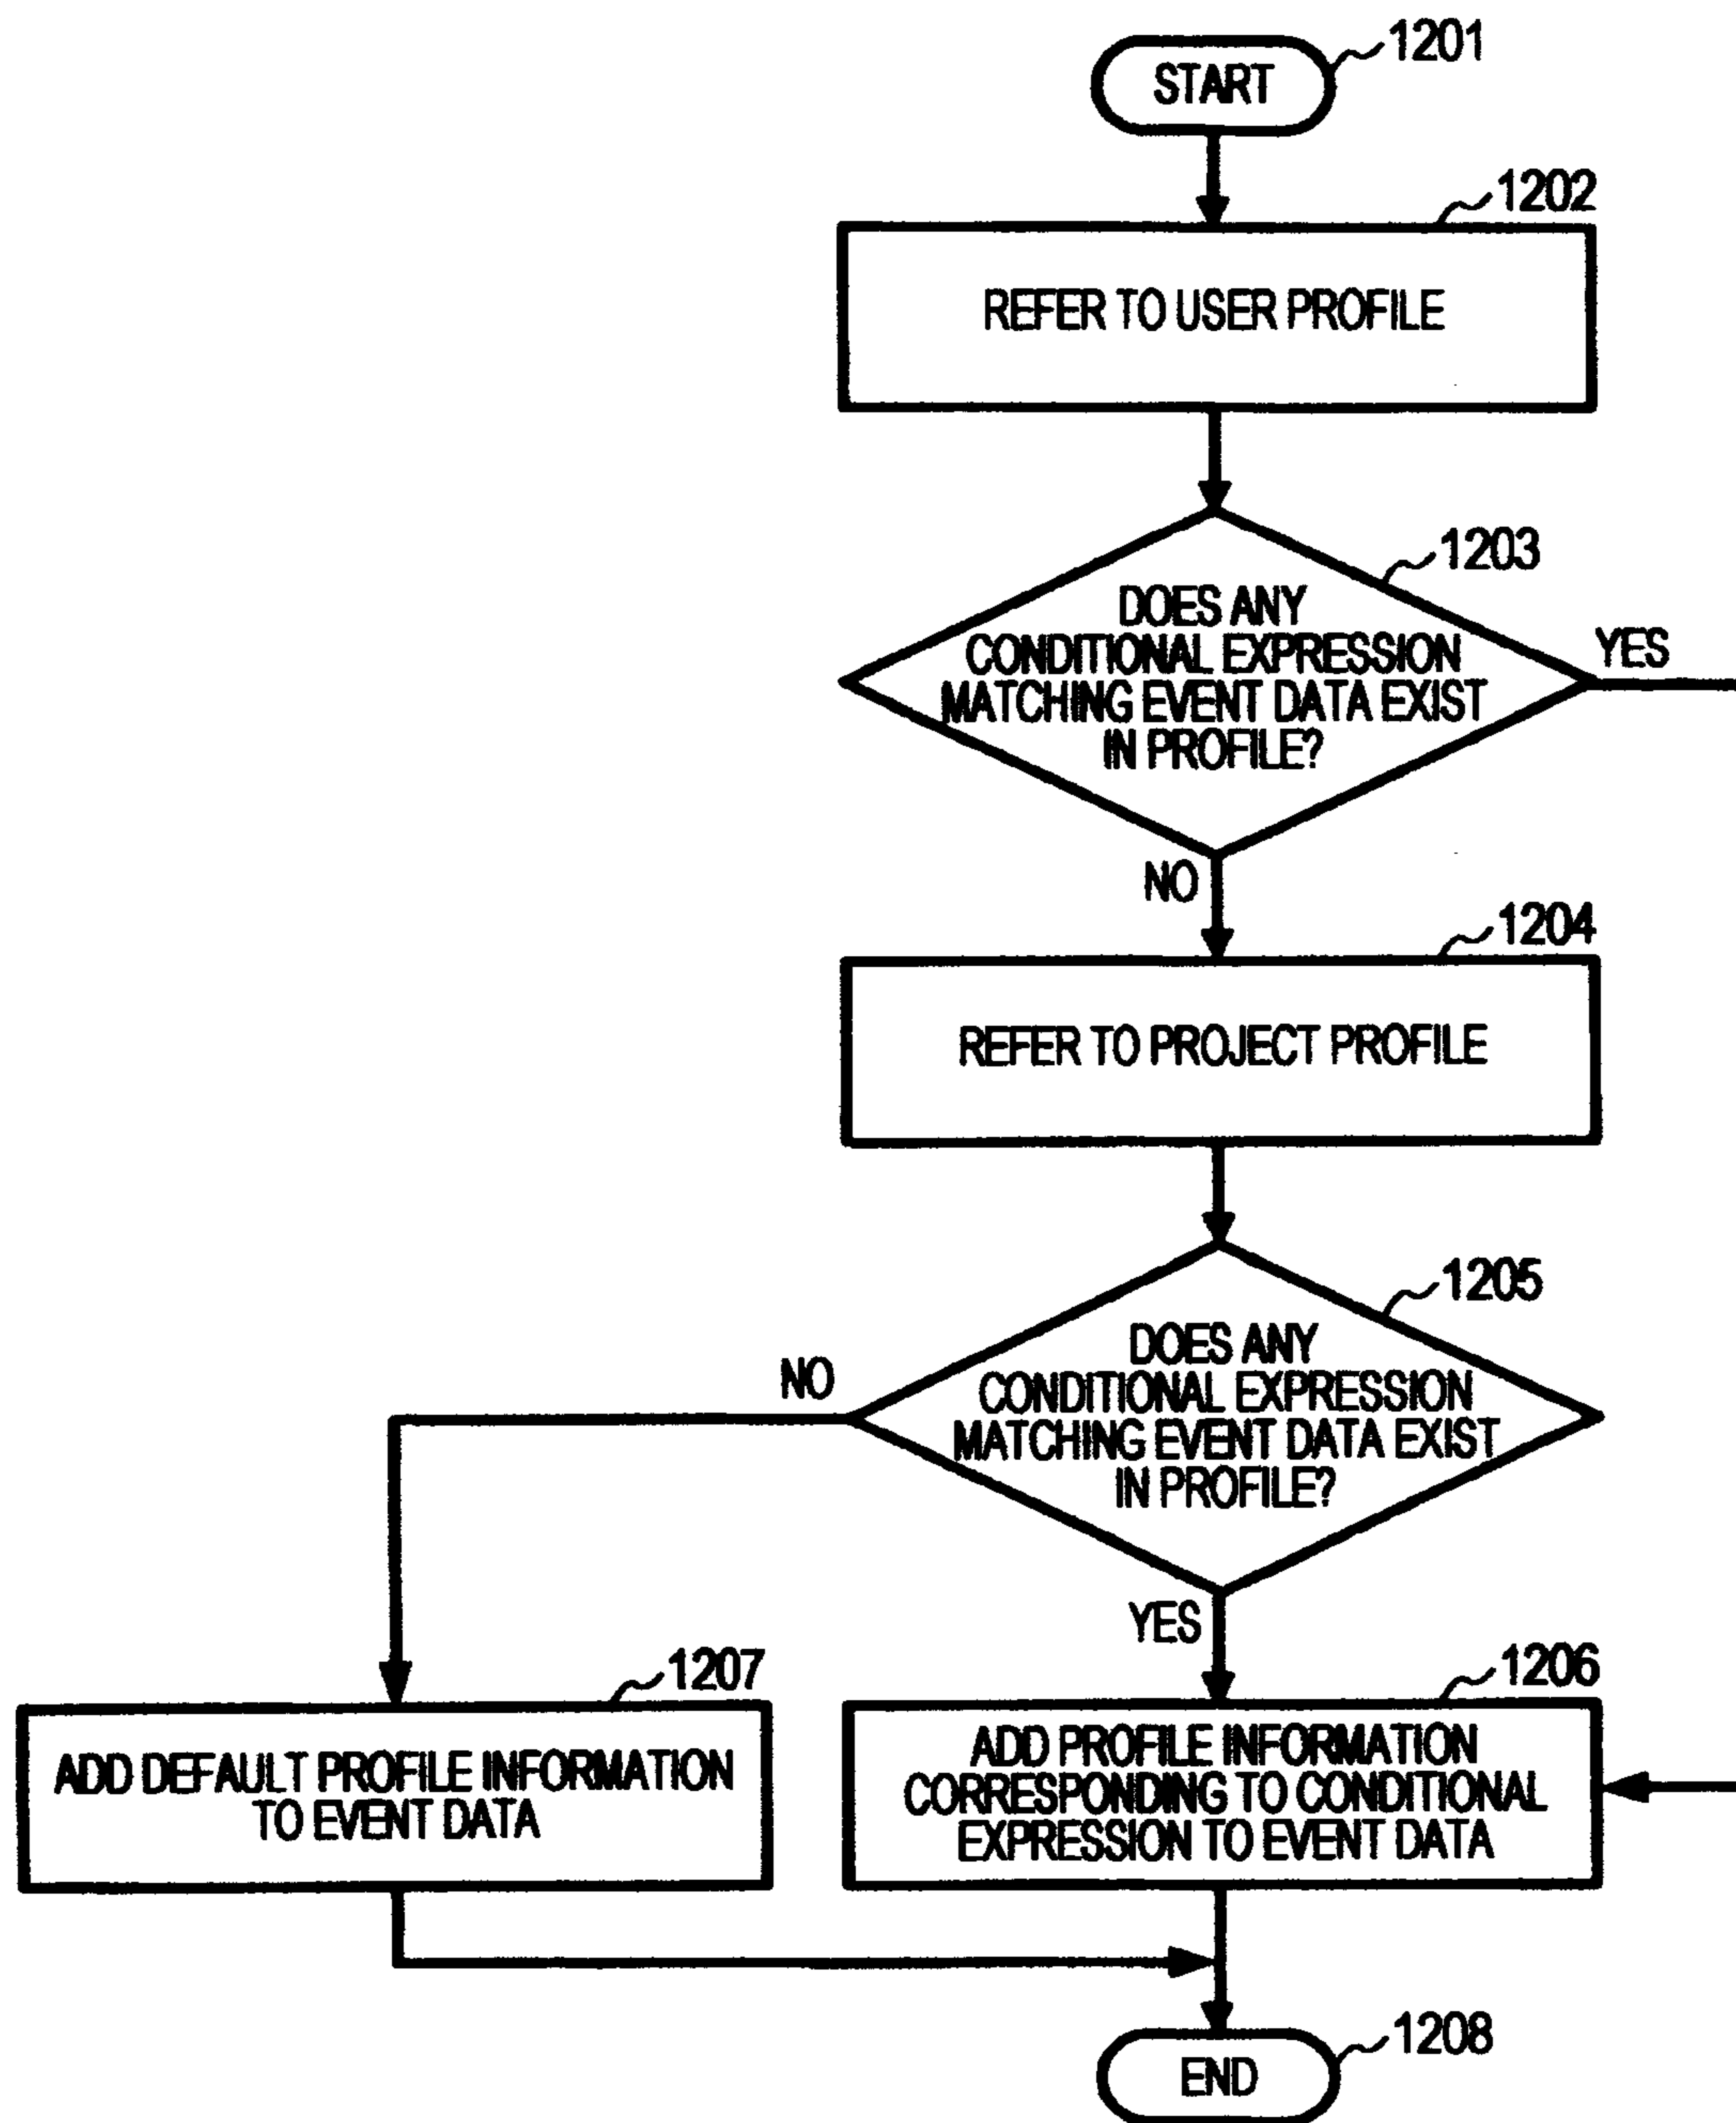 1201
START
1202
REFER TO USER PROFILE
1203
DOES ANY
CONDITIONAL EXPRESSION
MATCHING EVENT DATA EXIST
IN PROFILE?
YES
NO
1204
REFER TO PROJECT PROFILE
1205
DOES ANY
CONDITIONAL EXPRESSION
MATCHING EVENT DATA EXIST
IN PROFILE?
NO
YES
1207
ADD DEFAULT PROFILE INFORMATION
TO EVENT DATA
1206
ADD PROFILE INFORMATION
CORRESPONDING TO CONDITIONAL
EXPRESSION TO EVENT DATA
1208
END